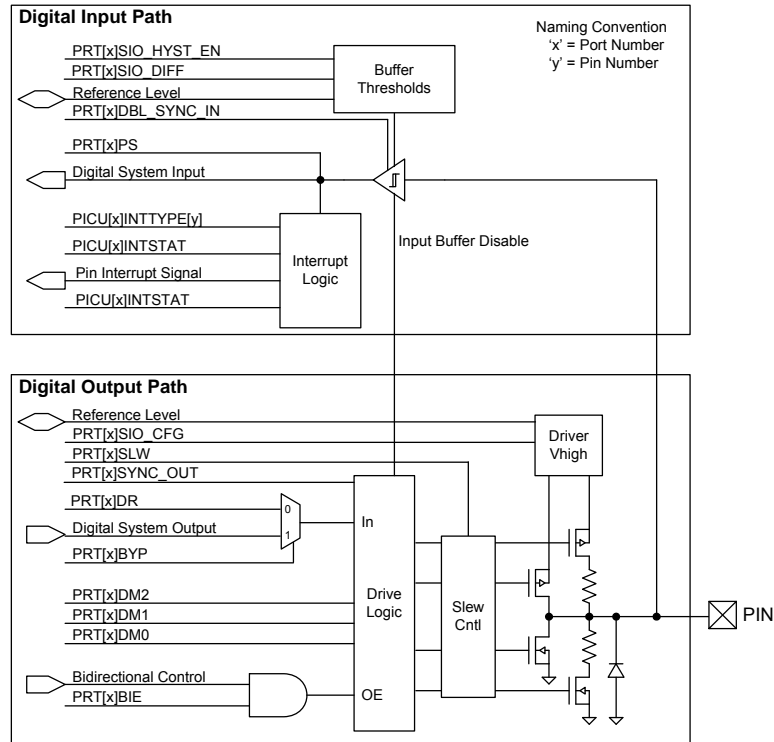 Digital Input Path
Naming Convention
'x' = Port Number
'y' = Pin Number
PRT[x]SIO_HYST_EN
PRT[x]SIO_DIFF
Reference Level
PRT[x]DBL_SYNC_IN
Buffer
Thresholds
PRT[x]PS
Digital System Input
PICU[x]INTTYPE[y]
PICU[x]INTSTAT
Pin Interrupt Signal
PICU[x]INTSTAT
Interrupt
Logic
Input Buffer Disable
Digital Output Path
Reference Level
PRT[x]SIO_CFG
PRT[x]SLW
PRT[x]SYNC_OUT
Driver
Vhigh
PRT[x]DR
Digital System Output
PRT[x]BYP
0
1
In
PRT[x]DM2
PRT[x]DM1
PRT[x]DM0
Drive
Logic
Slew
Cntl
PIN
Bidirectional Control
PRT[x]BIE
OE